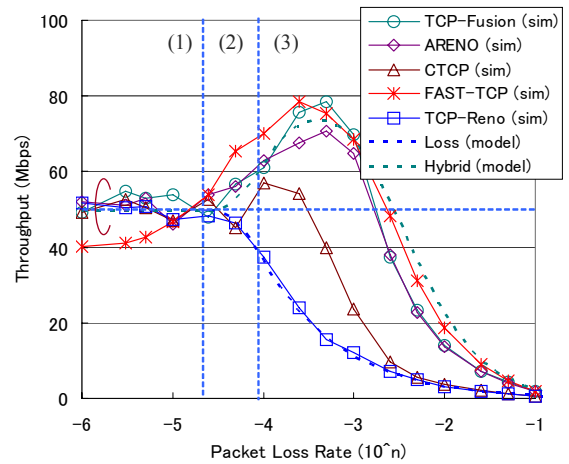 100
80
60
40
20
0
Throughput (Mbps)
(1) (2) (3)
TCP-Fusion (sim)
ARENO (sim)
CTCP (sim)
FAST-TCP (sim)
TCP-Reno (sim)
Loss (model)
Hybrid (model)
-6 -5 -4 -3 -2 -1
Packet Loss Rate (10^n)